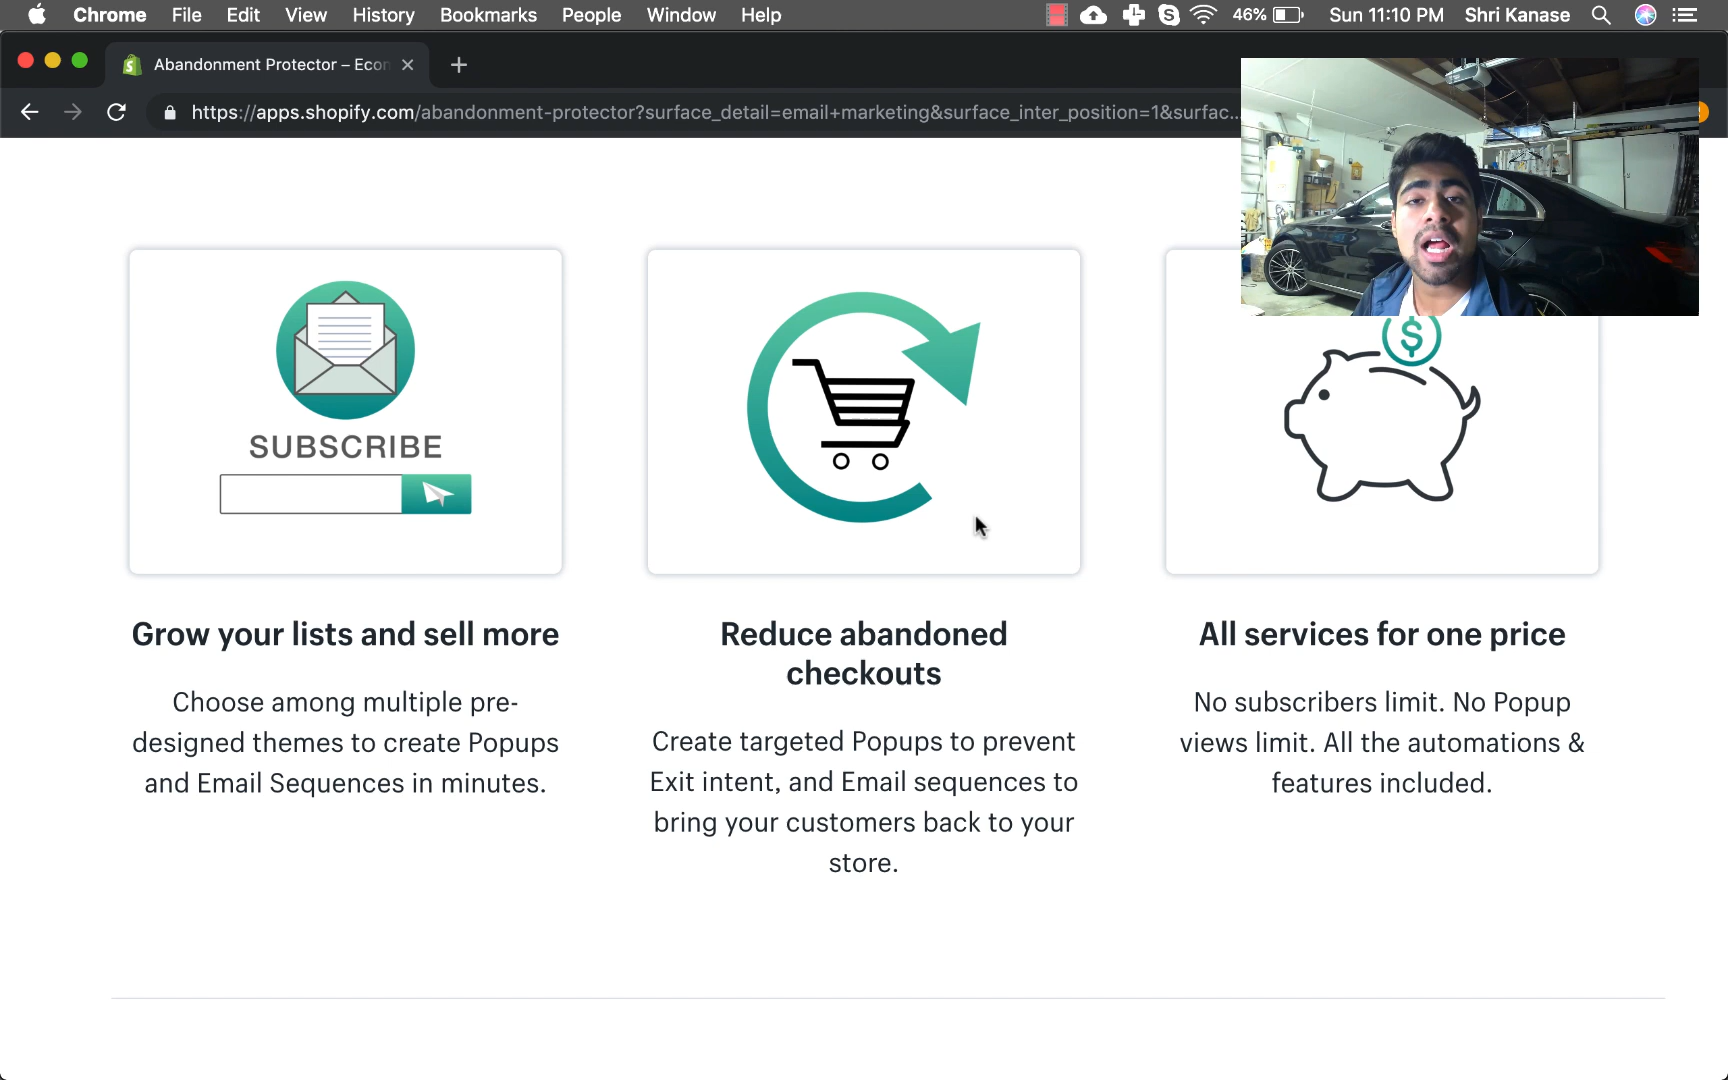 Chrome File Edit View History Bookmarks People Window Help 46% Sun 11:10 PM Shri Kanase
Abandonment Protector – Econ
https://apps.shopify.com/abandonment-protector?surface_detail=email+marketing&surface_inter_position=1&surfac...
SUBSCRIBE
$
Grow your lists and sell more
Choose among multiple pre-
designed themes to create Popups
and Email Sequences in minutes.
Reduce abandoned
checkouts
Create targeted Popups to prevent
Exit intent, and Email sequences to
bring your customers back to your
store.
All services for one price
No subscribers limit. No Popup
views limit. All the automations &
features included.